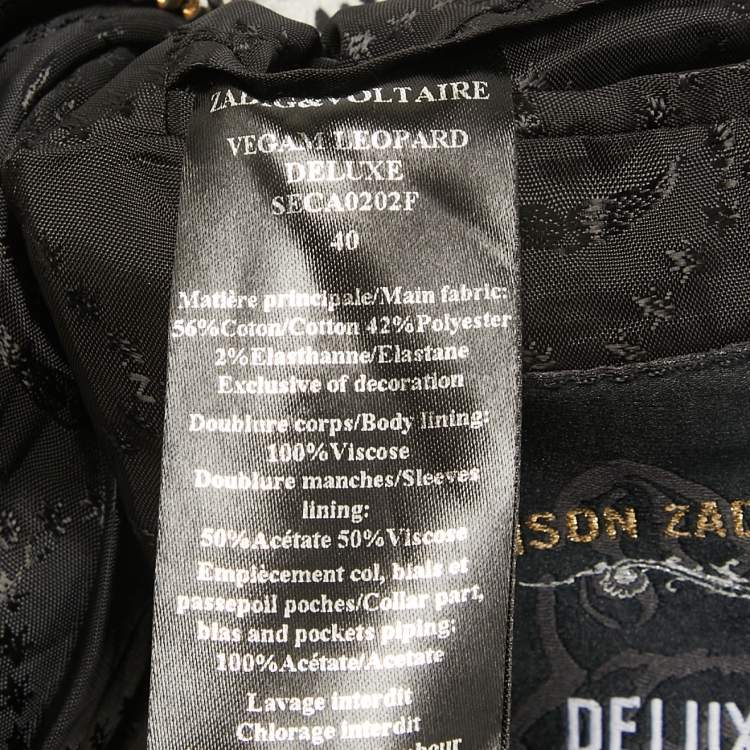 ZADIG&VOLTAIRE
VEGAM LEOPARD
DELUXE
SECA0202F
40
Matière principale/Main fabric:
56%Coton/Cotton 42%Polyester
2%Elasthanne/Elastane
Exclusive of decoration
Doublure corps/Body lining:
100%Viscose
Doublure manches/Sleeves
lining:
50%Acétate 50%Viscose
Empiècement col, biais et
passepoil poches/Collar part,
bias and pockets piping:
100%Acétate/Acetate
Lavage interdit
Chlorage interdit
ISON ZAD
DELUX